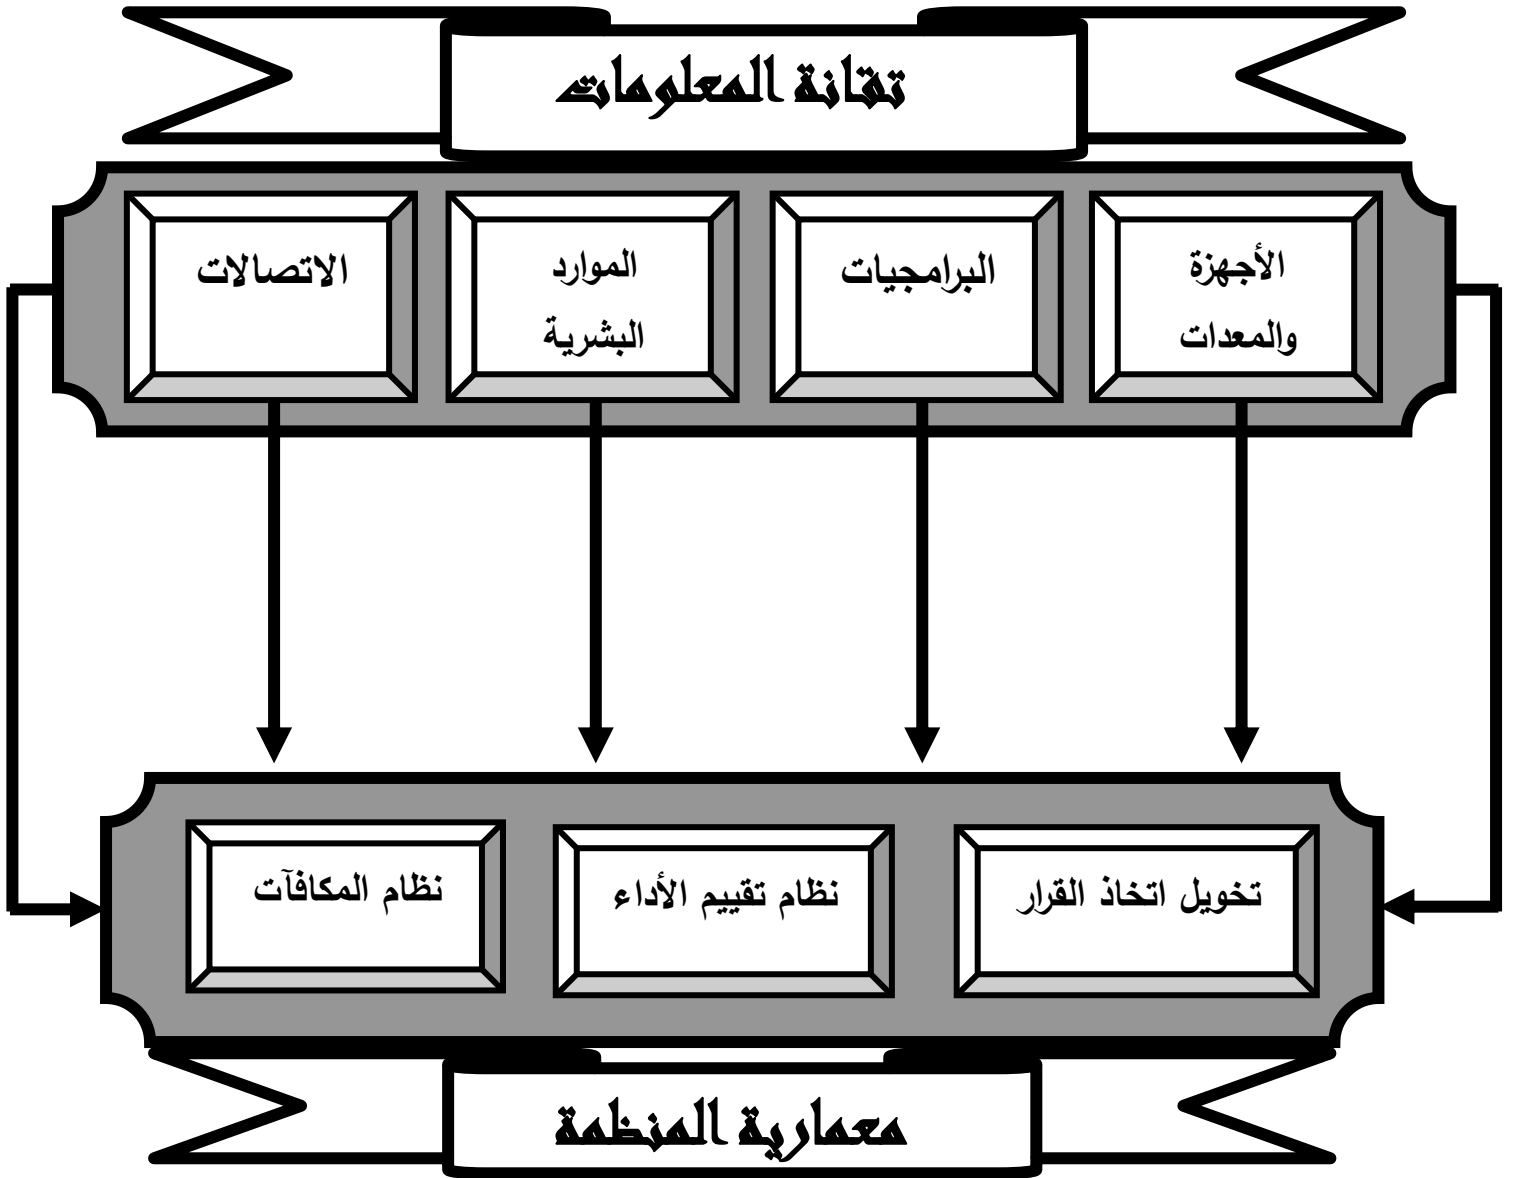 تقانة المعلومات
الأجهزة
والمعدات
البرامجيات
الموارد
البشرية
الاتصالات
تخويل اتخاذ القرار
نظام تقييم الأداء
نظام المكافآت
معمارية المنظمة